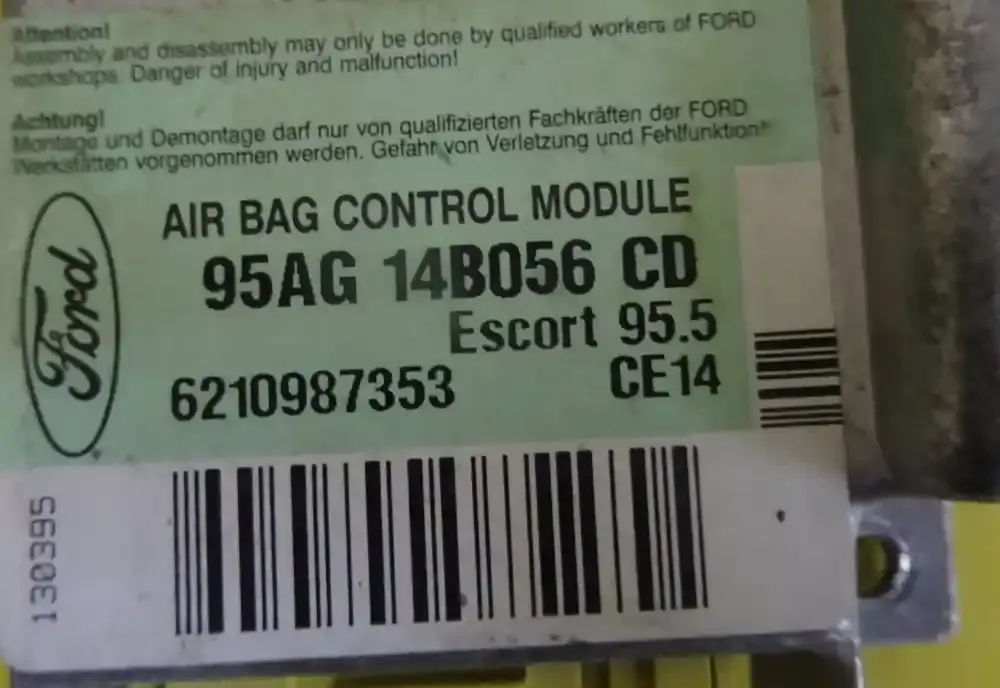 Attention!
Assembly and disassembly may only be done by qualified workers of FORD
workshops. Danger of injury and malfunction!
Achtung!
Montage und Demontage darf nur von qualifizierten Fachkräften der FORD
Werkstätten vorgenommen werden. Gefahr von Verletzung und Fehlfunktion!
Ford
AIR BAG CONTROL MODULE
95AG 14B056 CD
Escort 95.5
6210987353 CE14
130395